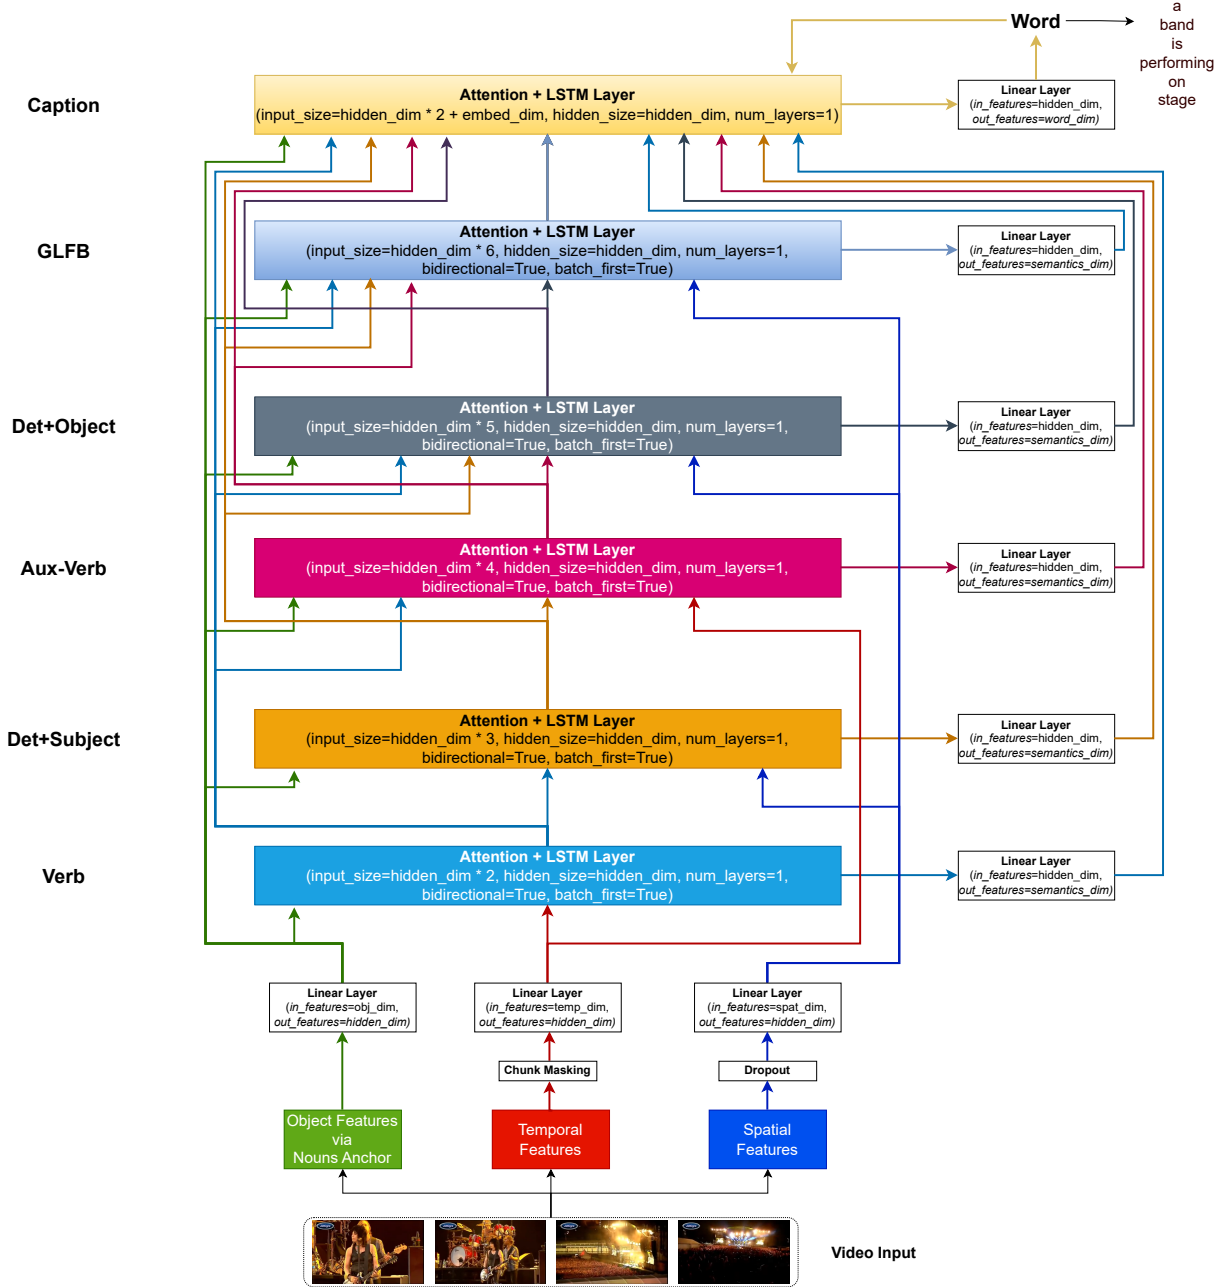 Word
a
band
is
performing
on
stage
Caption
Attention + LSTM Layer
(input_size=hidden_dim * 2 + embed_dim, hidden_size=hidden_dim, num_layers=1)
Linear Layer
(in_features=hidden_dim,
out_features=word_dim)
GLFB
Attention + LSTM Layer
(input_size=hidden_dim * 6, hidden_size=hidden_dim, num_layers=1,
bidirectional=True, batch_first=True)
Linear Layer
(in_features=hidden_dim,
out_features=semantics_dim)
Det+Object
Attention + LSTM Layer
(input_size=hidden_dim * 5, hidden_size=hidden_dim, num_layers=1,
bidirectional=True, batch_first=True)
Linear Layer
(in_features=hidden_dim,
out_features=semantics_dim)
Aux-Verb
Attention + LSTM Layer
(input_size=hidden_dim * 4, hidden_size=hidden_dim, num_layers=1,
bidirectional=True, batch_first=True)
Linear Layer
(in_features=hidden_dim,
out_features=semantics_dim)
Det+Subject
Attention + LSTM Layer
(input_size=hidden_dim * 3, hidden_size=hidden_dim, num_layers=1,
bidirectional=True, batch_first=True)
Linear Layer
(in_features=hidden_dim,
out_features=semantics_dim)
Verb
Attention + LSTM Layer
(input_size=hidden_dim * 2, hidden_size=hidden_dim, num_layers=1,
bidirectional=True, batch_first=True)
Linear Layer
(in_features=hidden_dim,
out_features=semantics_dim)
Linear Layer
(in_features=obj_dim,
out_features=hidden_dim)
Linear Layer
(in_features=temp_dim,
out_features=hidden_dim)
Linear Layer
(in_features=spat_dim,
out_features=hidden_dim)
Chunk Masking
Dropout
Object Features
via
Nouns Anchor
Temporal
Features
Spatial
Features
Video Input